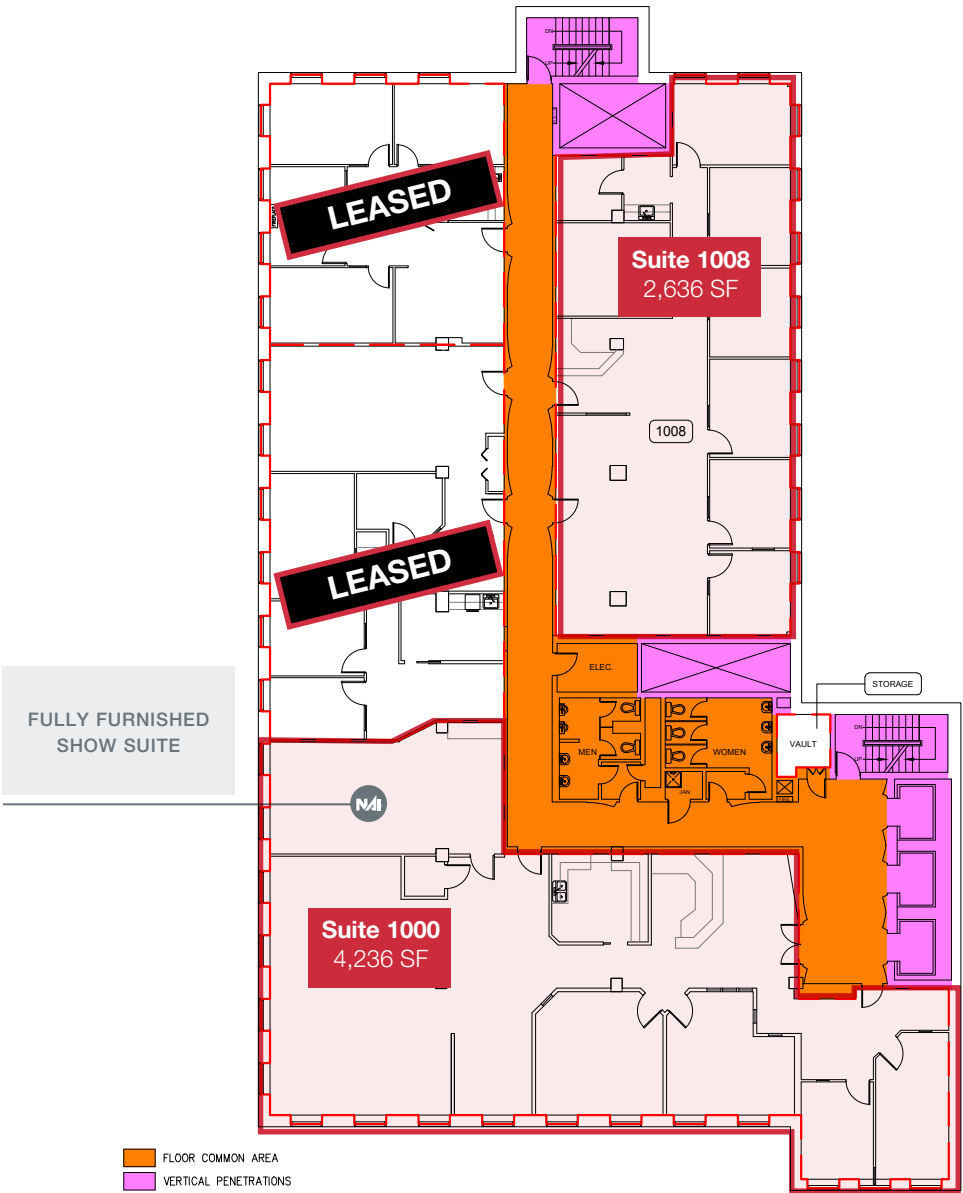 DN
UP
LEASED
Suite 1008
2,636 SF
1008
LEASED
ELEC.
STORAGE
FULLY FURNISHED
SHOW SUITE
MEN
WOMEN
VAULT
DN
UP
JAN
NAI
Suite 1000
4,236 SF
FLOOR COMMON AREA
VERTICAL PENETRATIONS